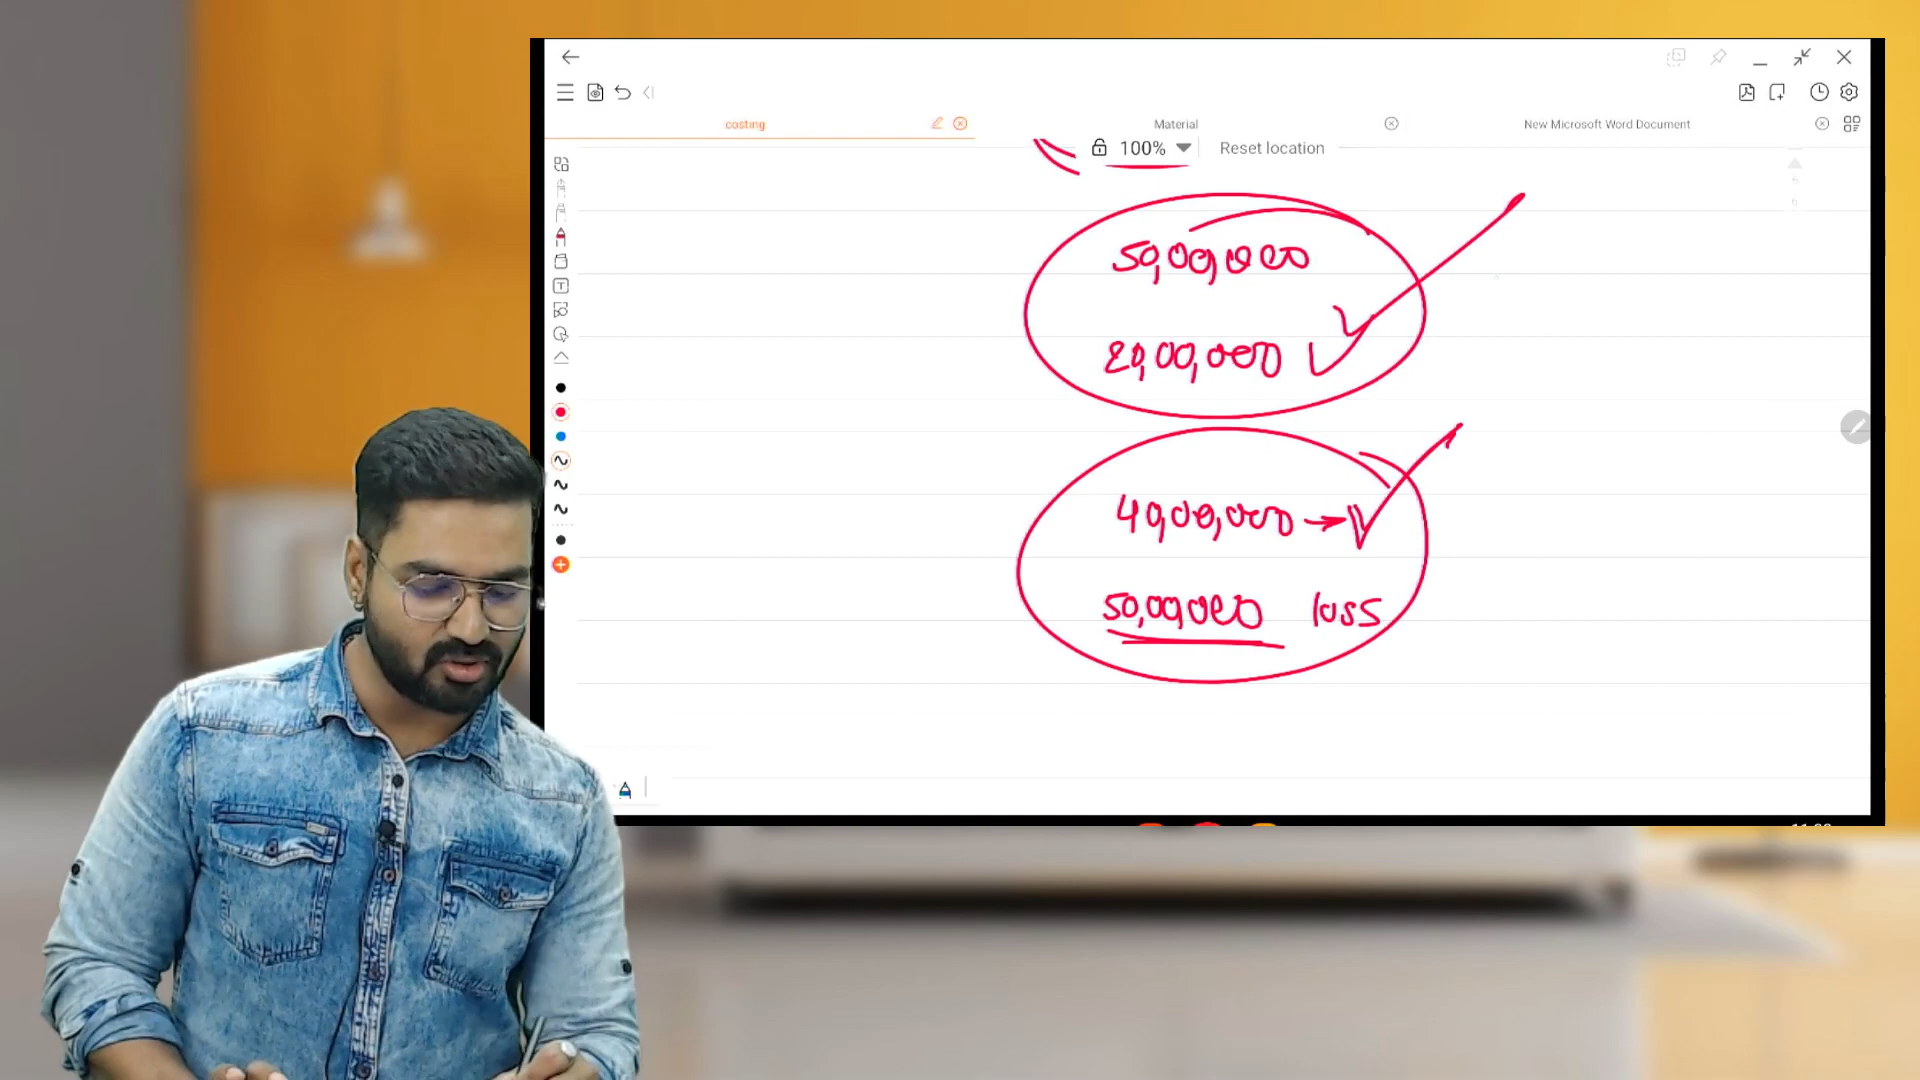 costing
Material
New Microsoft Word Document
100%
Reset location
50,00,000
20,00,000
40,00,000 →
50,00,000 loss